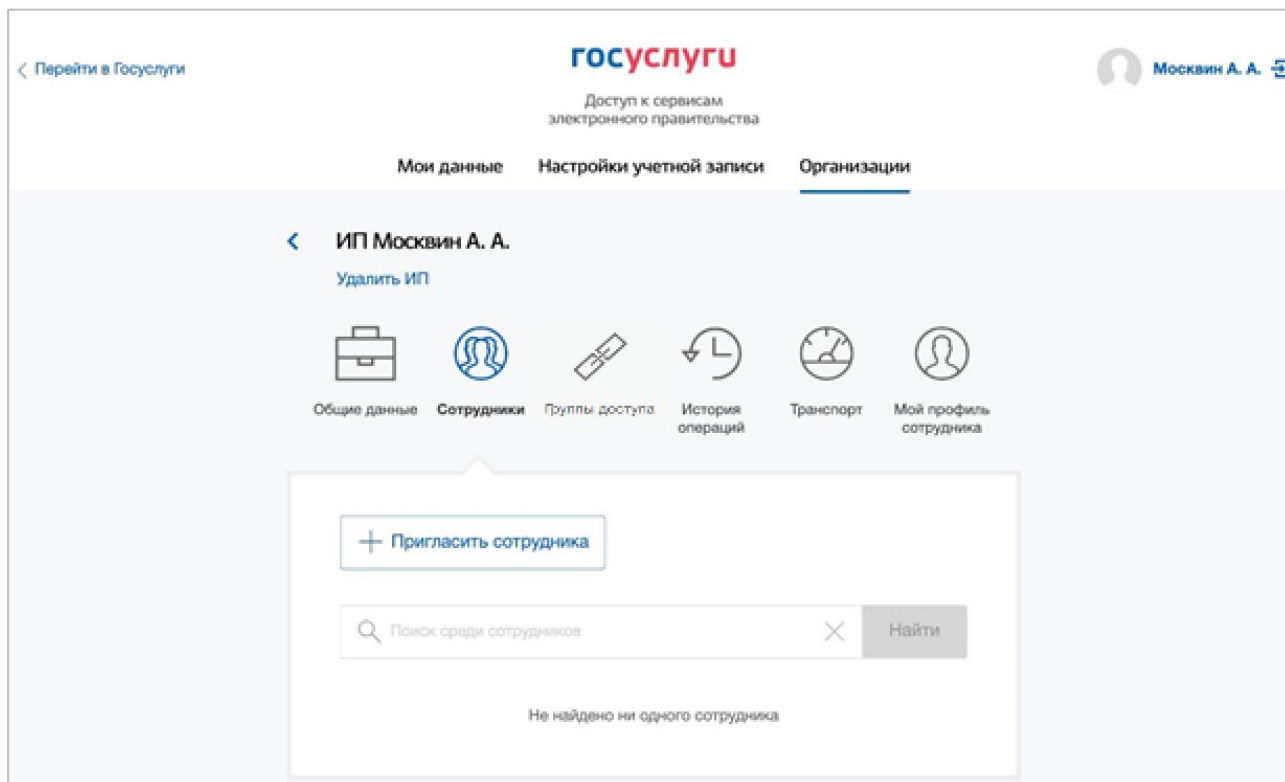 госуслуги
Перейти в Госуслуги
Москвин А. А.
Доступ к сервисам
электронного правительства
Мои данные Настройки учетной записи Организации
ИП Москвин А. А.
Удалить ИП
Общие данные Сотрудники Группы доступа История операций Транспорт Мой профиль сотрудника
Пригласить сотрудника
Поиск среди сотрудников Найти
Не найдено ни одного сотрудника